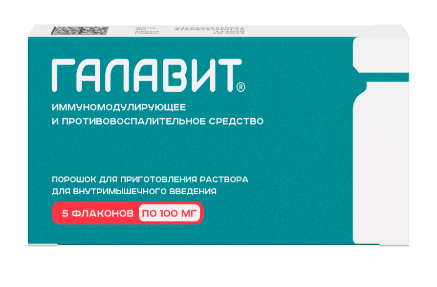 ГАЛАВИТ®
ИММУНОМОДУЛИРУЮЩЕЕ
И ПРОТИВОВОСПАЛИТЕЛЬНОЕ СРЕДСТВО
ПОРОШОК ДЛЯ ПРИГОТОВЛЕНИЯ РАСТВОРА
ДЛЯ ВНУТРИМЫШЕЧНОГО ВВЕДЕНИЯ
5 ФЛАКОНОВ ПО 100 МГ